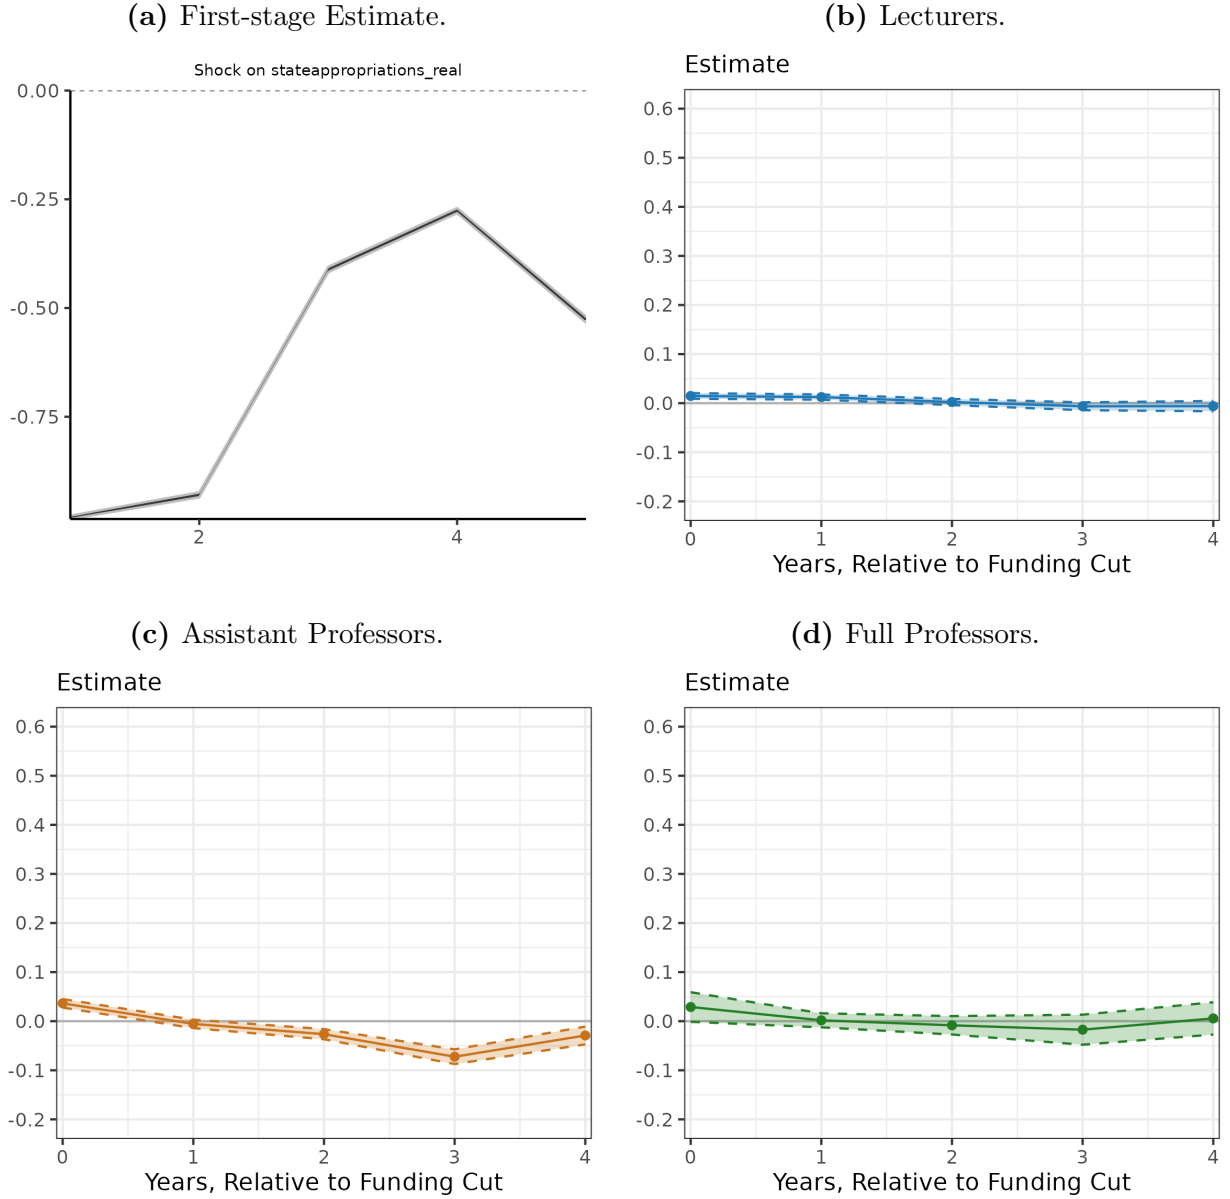 (a) First-stage Estimate.
Shock on stateappropriations_real
0.00
-0.25
-0.50
-0.75
2 4
(b) Lecturers.
Estimate
0.6
0.5
0.4
0.3
0.2
0.1
0.0
-0.1
-0.2
0 1 2 3 4
Years, Relative to Funding Cut
(c) Assistant Professors.
Estimate
0.6
0.5
0.4
0.3
0.2
0.1
0.0
-0.1
-0.2
0 1 2 3 4
Years, Relative to Funding Cut
(d) Full Professors.
Estimate
0.6
0.5
0.4
0.3
0.2
0.1
0.0
-0.1
-0.2
0 1 2 3 4
Years, Relative to Funding Cut